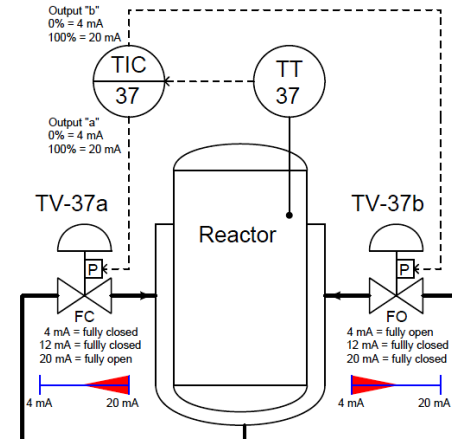 Output "b"
0% = 4 mA
100% = 20 mA
TIC
37
TT
37
Output "a"
0% = 4 mA
100% = 20 mA
TV-37a
TV-37b
Reactor
P
P
FC
FO
4 mA = fully closed
12 mA = fullly closed
20 mA = fully open
4 mA = fully open
12 mA = fullly closed
20 mA = fully closed
4 mA
20 mA
4 mA
20 mA